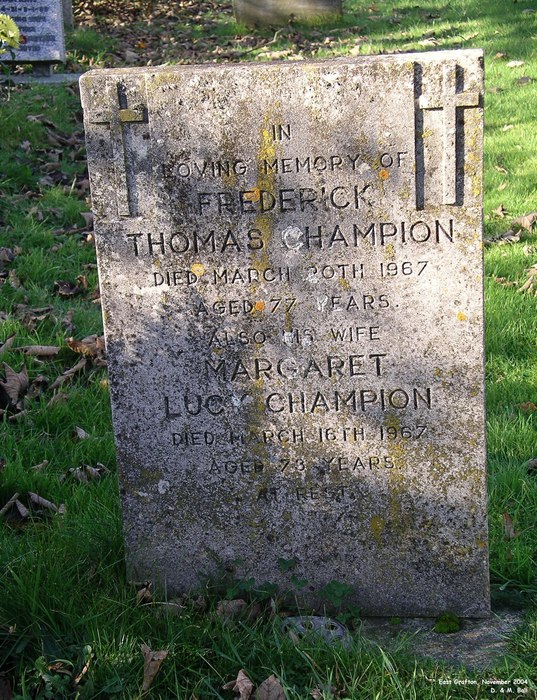 IN
LOVING MEMORY OF
FREDERICK
THOMAS CHAMPION
DIED MARCH 20TH 1967
AGED 77 YEARS.
ALSO HIS WIFE
MARGARET
LUCY CHAMPION
DIED MARCH 16TH 1967
AGED 73 YEARS.
AT REST.
East Grafton, November 2004
D. & M. Ball